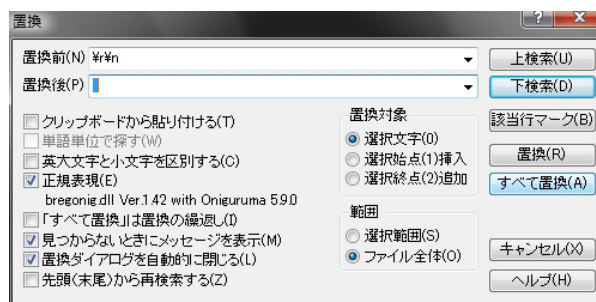 置換
置換前(N) ¥r¥n
置換後(P)
上検索(U)
下検索(D)
クリップボードから貼り付ける(T)
単語単位で探す(W)
英大文字と小文字を区別する(C)
正規表現(E)
bregonig.dll Ver.1.42 with Oniguruma 5.9.0
「すべて置換」は置換の繰返し(I)
見つからないときにメッセージを表示(M)
置換ダイアログを自動的に閉じる(L)
先頭(末尾)から再検索する(Z)
置換対象
選択文字(0)
選択始点(1)挿入
選択終点(2)追加
範囲
選択範囲(S)
ファイル全体(O)
該当行マーク(B)
置換(R)
すべて置換(A)
キャンセル(X)
ヘルプ(H)